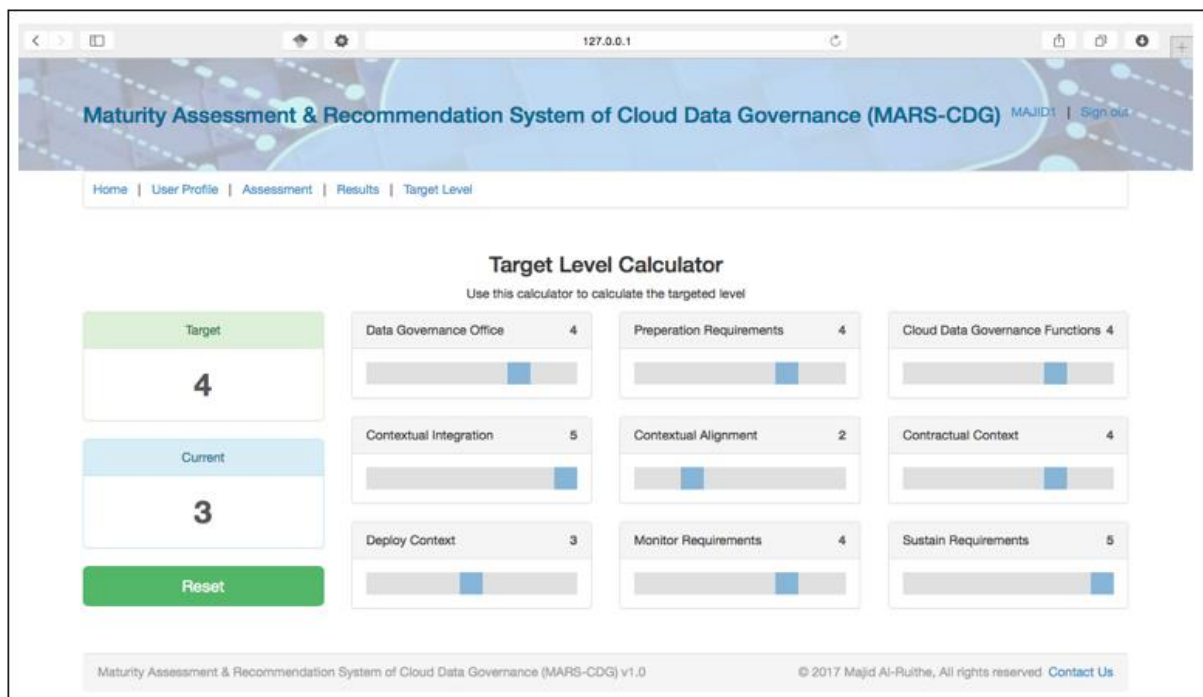 127.0.0.1
Maturity Assessment & Recommendation System of Cloud Data Governance (MARS-CDG) MAJID1 | Sign out
Home | User Profile | Assessment | Results | Target Level
Target Level Calculator
Use this calculator to calculate the targeted level
Target
4
Current
3
Reset
Data Governance Office 4
Preperation Requirements 4
Cloud Data Governance Functions 4
Contextual Integration 5
Contextual Alignment 2
Contractual Context 4
Deploy Context 3
Monitor Requirements 4
Sustain Requirements 5
Maturity Assessment & Recommendation System of Cloud Data Governance (MARS-CDG) v1.0
© 2017 Majid Al-Ruithe, All rights reserved. Contact Us